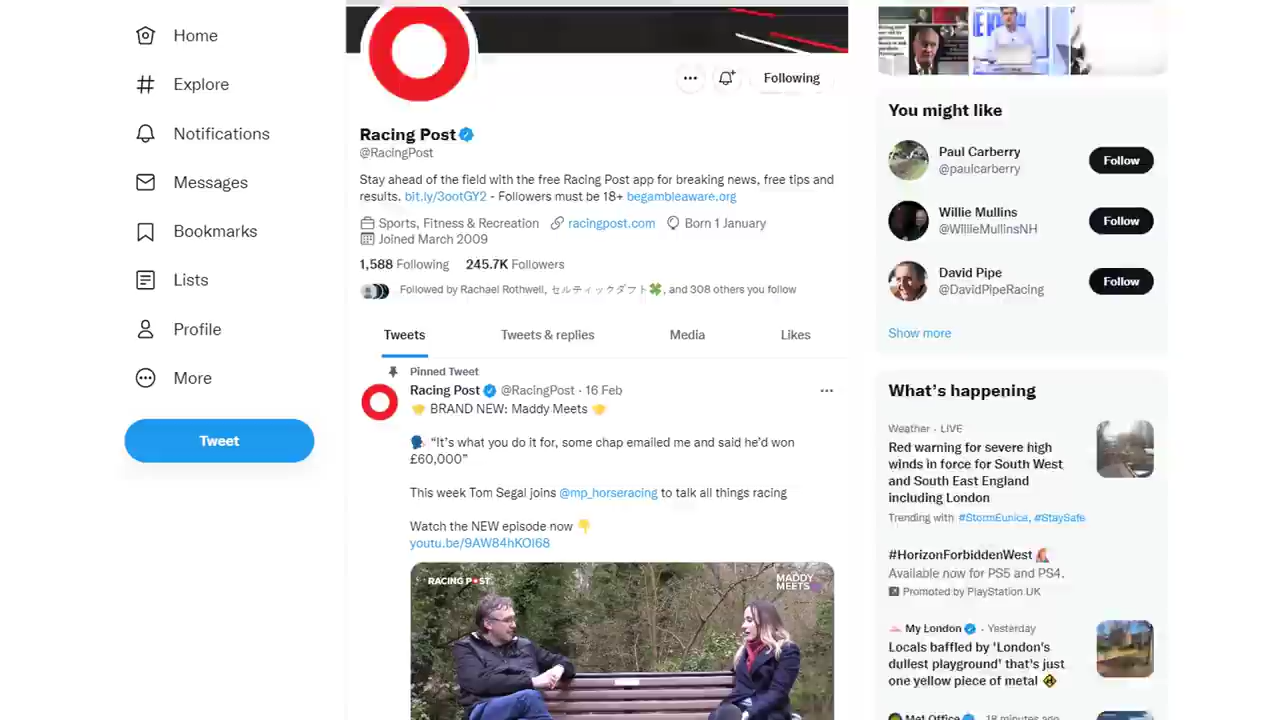 Home
Explore
Notifications
Messages
Bookmarks
Lists
Profile
More
Tweet
Following
Racing Post
@RacingPost
Stay ahead of the field with the free Racing Post app for breaking news, free tips and
results. bit.ly/3ootGY2 - Followers must be 18+ begambleaware.org
Sports, Fitness & Recreation racingpost.com Born 1 January
Joined March 2009
1,588 Following 245.7K Followers
Followed by Rachael Rothwell, セルティックダフト🍀, and 308 others you follow
Tweets Tweets & replies Media Likes
Pinned Tweet
Racing Post @RacingPost · 16 Feb
BRAND NEW: Maddy Meets
“It’s what you do it for, some chap emailed me and said he’d won
£60,000”
This week Tom Segal joins @mp_horseracing to talk all things racing
Watch the NEW episode now 👇
youtu.be/9AW84hKOI68
RACING POST
MADDY
MEETS
You might like
Paul Carberry
@paulcarberry
Follow
Willie Mullins
@WillieMullinsNH
Follow
David Pipe
@DavidPipeRacing
Follow
Show more
What’s happening
Weather · LIVE
Red warning for severe high
winds in force for South West
and South East England
including London
Trending with #StormEunice, #StaySafe
#HorizonForbiddenWest
Available now for PS5 and PS4.
Promoted by PlayStation UK
My London · Yesterday
Locals baffled by 'London's
dullest playground' that's just
one yellow piece of metal
Met Office · 18 minutes ago